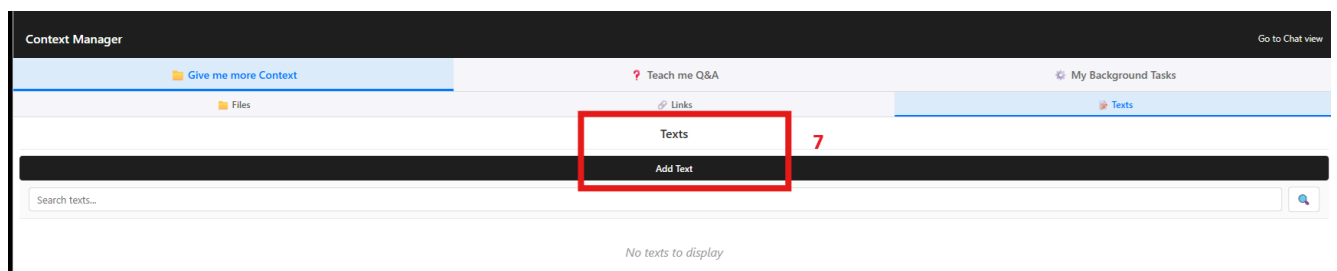 Context Manager Go to Chat view
Give me more Context ? Teach me Q&A My Background Tasks
Files Links Texts
Texts
7
Add Text
Search texts...
No texts to display